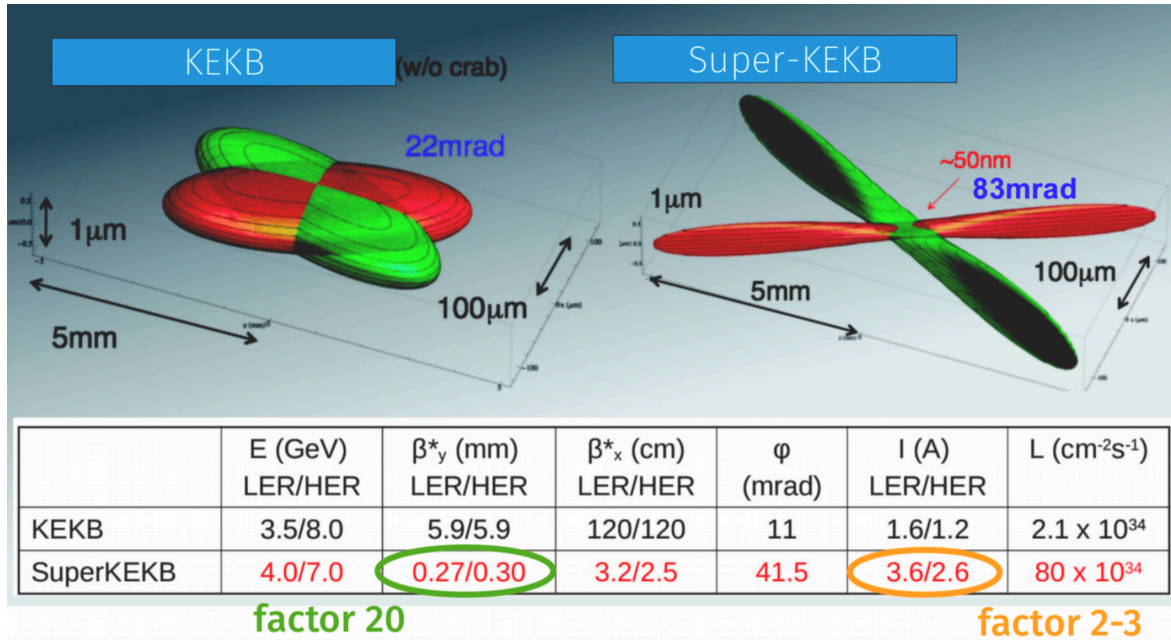 KEKB
(w/o crab)
Super-KEKB
22mrad
1μm
5mm
100μm
~50nm
83mrad
1μm
5mm
100μm
E (GeV) LER/HER
β*y (mm) LER/HER
β*x (cm) LER/HER
φ (mrad)
I (A) LER/HER
L (cm-2s-1)
KEKB 3.5/8.0 5.9/5.9 120/120 11 1.6/1.2 2.1 x 10^34
SuperKEKB 4.0/7.0 0.27/0.30 3.2/2.5 41.5 3.6/2.6 80 x 10^34
factor 20
factor 2-3